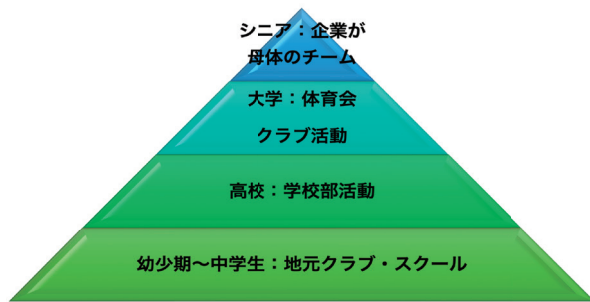 シニア：企業が
母体のチーム
大学：体育会
クラブ活動
高校：学校部活動
幼少期～中学生：地元クラブ・スクール